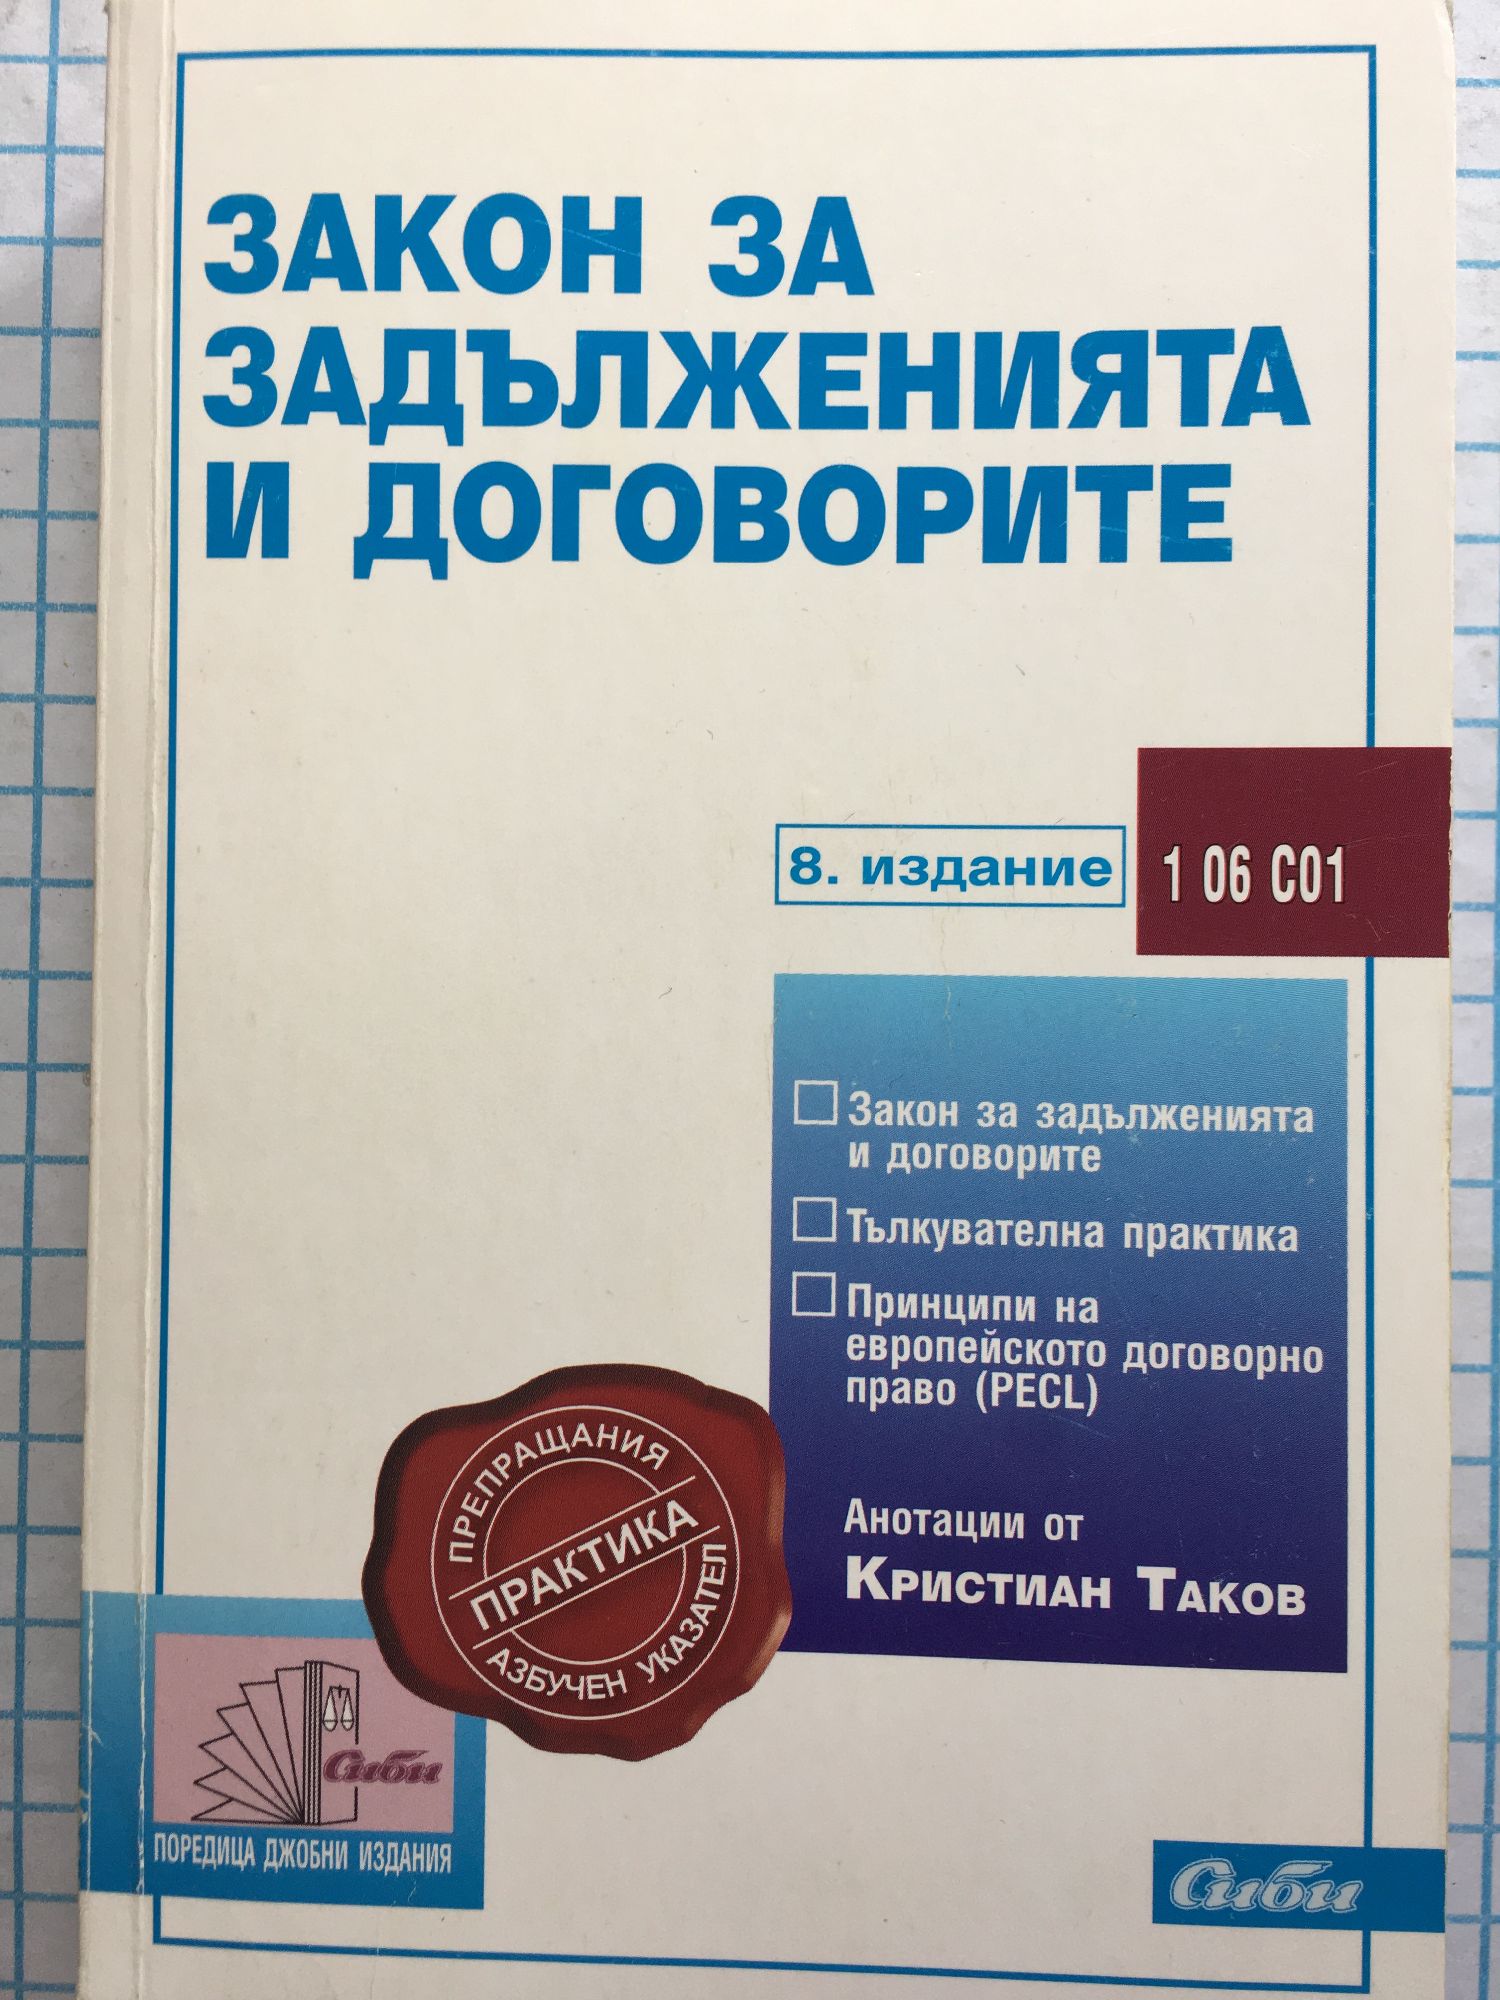 ЗАКОН ЗА
ЗАДЪЛЖЕНИЯТА
И ДОГОВОРИТЕ
8. издание
1 06 C01
Закон за задълженията
и договорите
Тълкувателна практика
Принципи на
европейското договорно
право (PECL)
Анотации от
КРИСТИАН ТАКОВ
ПРЕПРАЩАНИЯ
ПРАКТИКА
АЗБУЧЕН УКАЗАТЕЛ
Сиби
ПОРЕДИЦА ДЖОБНИ ИЗДАНИЯ
Сиби